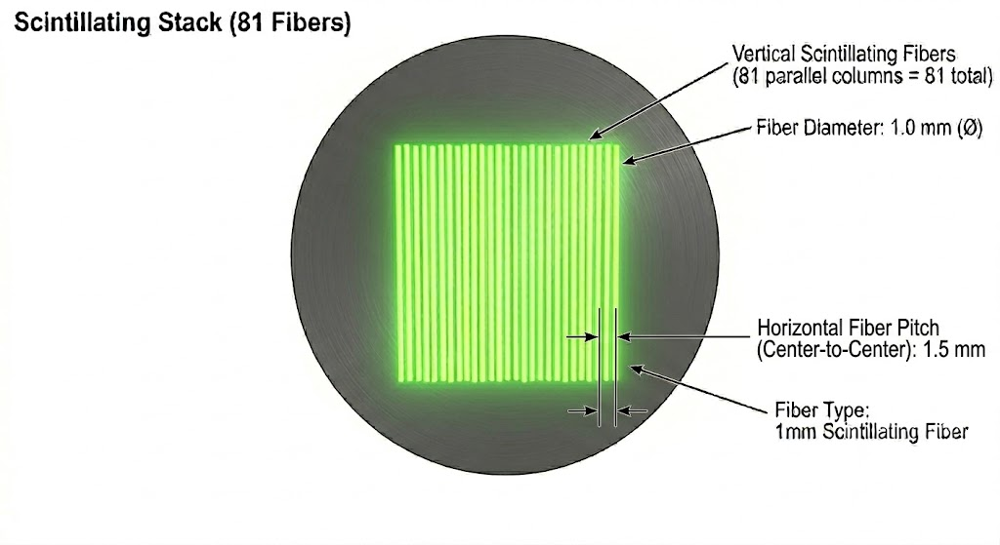 Scintillating Stack (81 Fibers)
Vertical Scintillating Fibers
(81 parallel columns = 81 total)
Fiber Diameter: 1.0 mm (Ø)
Horizontal Fiber Pitch
(Center-to-Center): 1.5 mm
Fiber Type:
1mm Scintillating Fiber